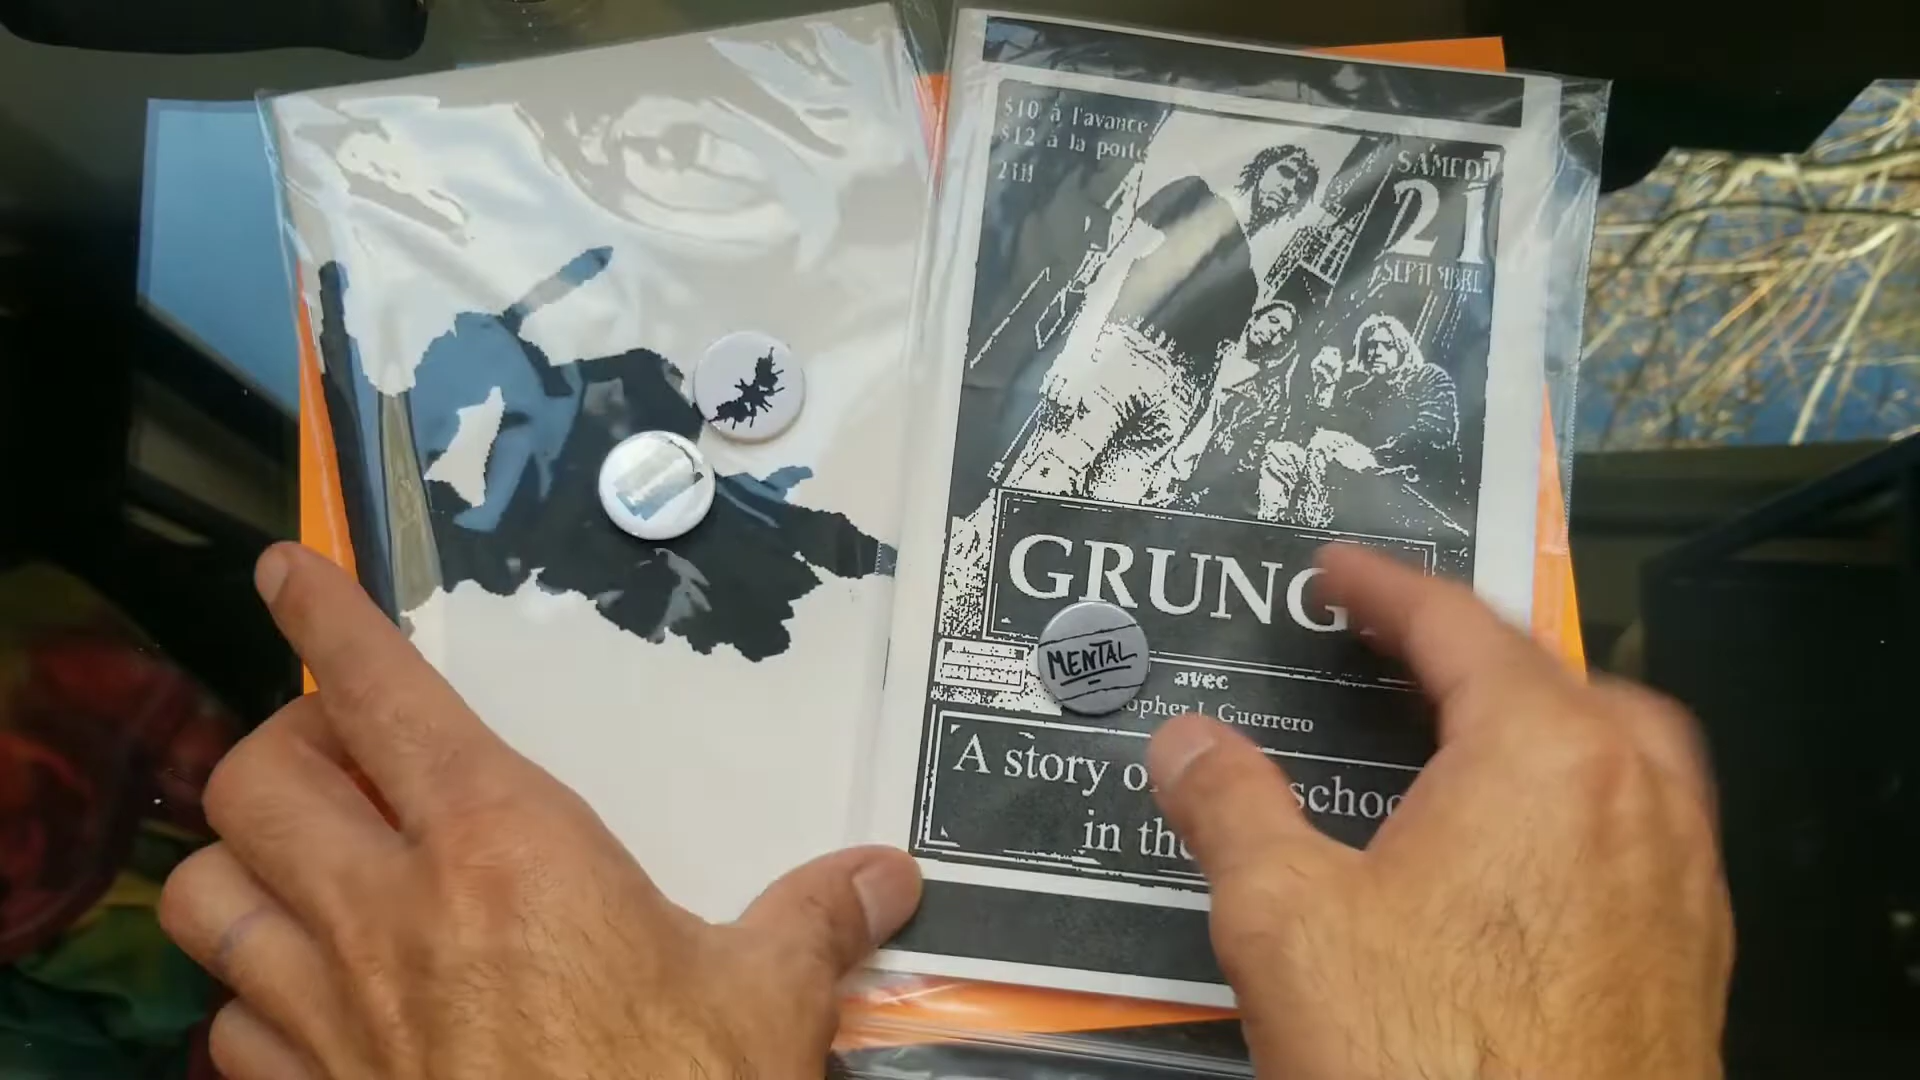 $10 à l'avance
$12 à la porte
21H
SAMEDI
21
SEPTEMBRE
GRUNG
MENTAL
avec
opher J. Guerrero
A story o schoo
in the